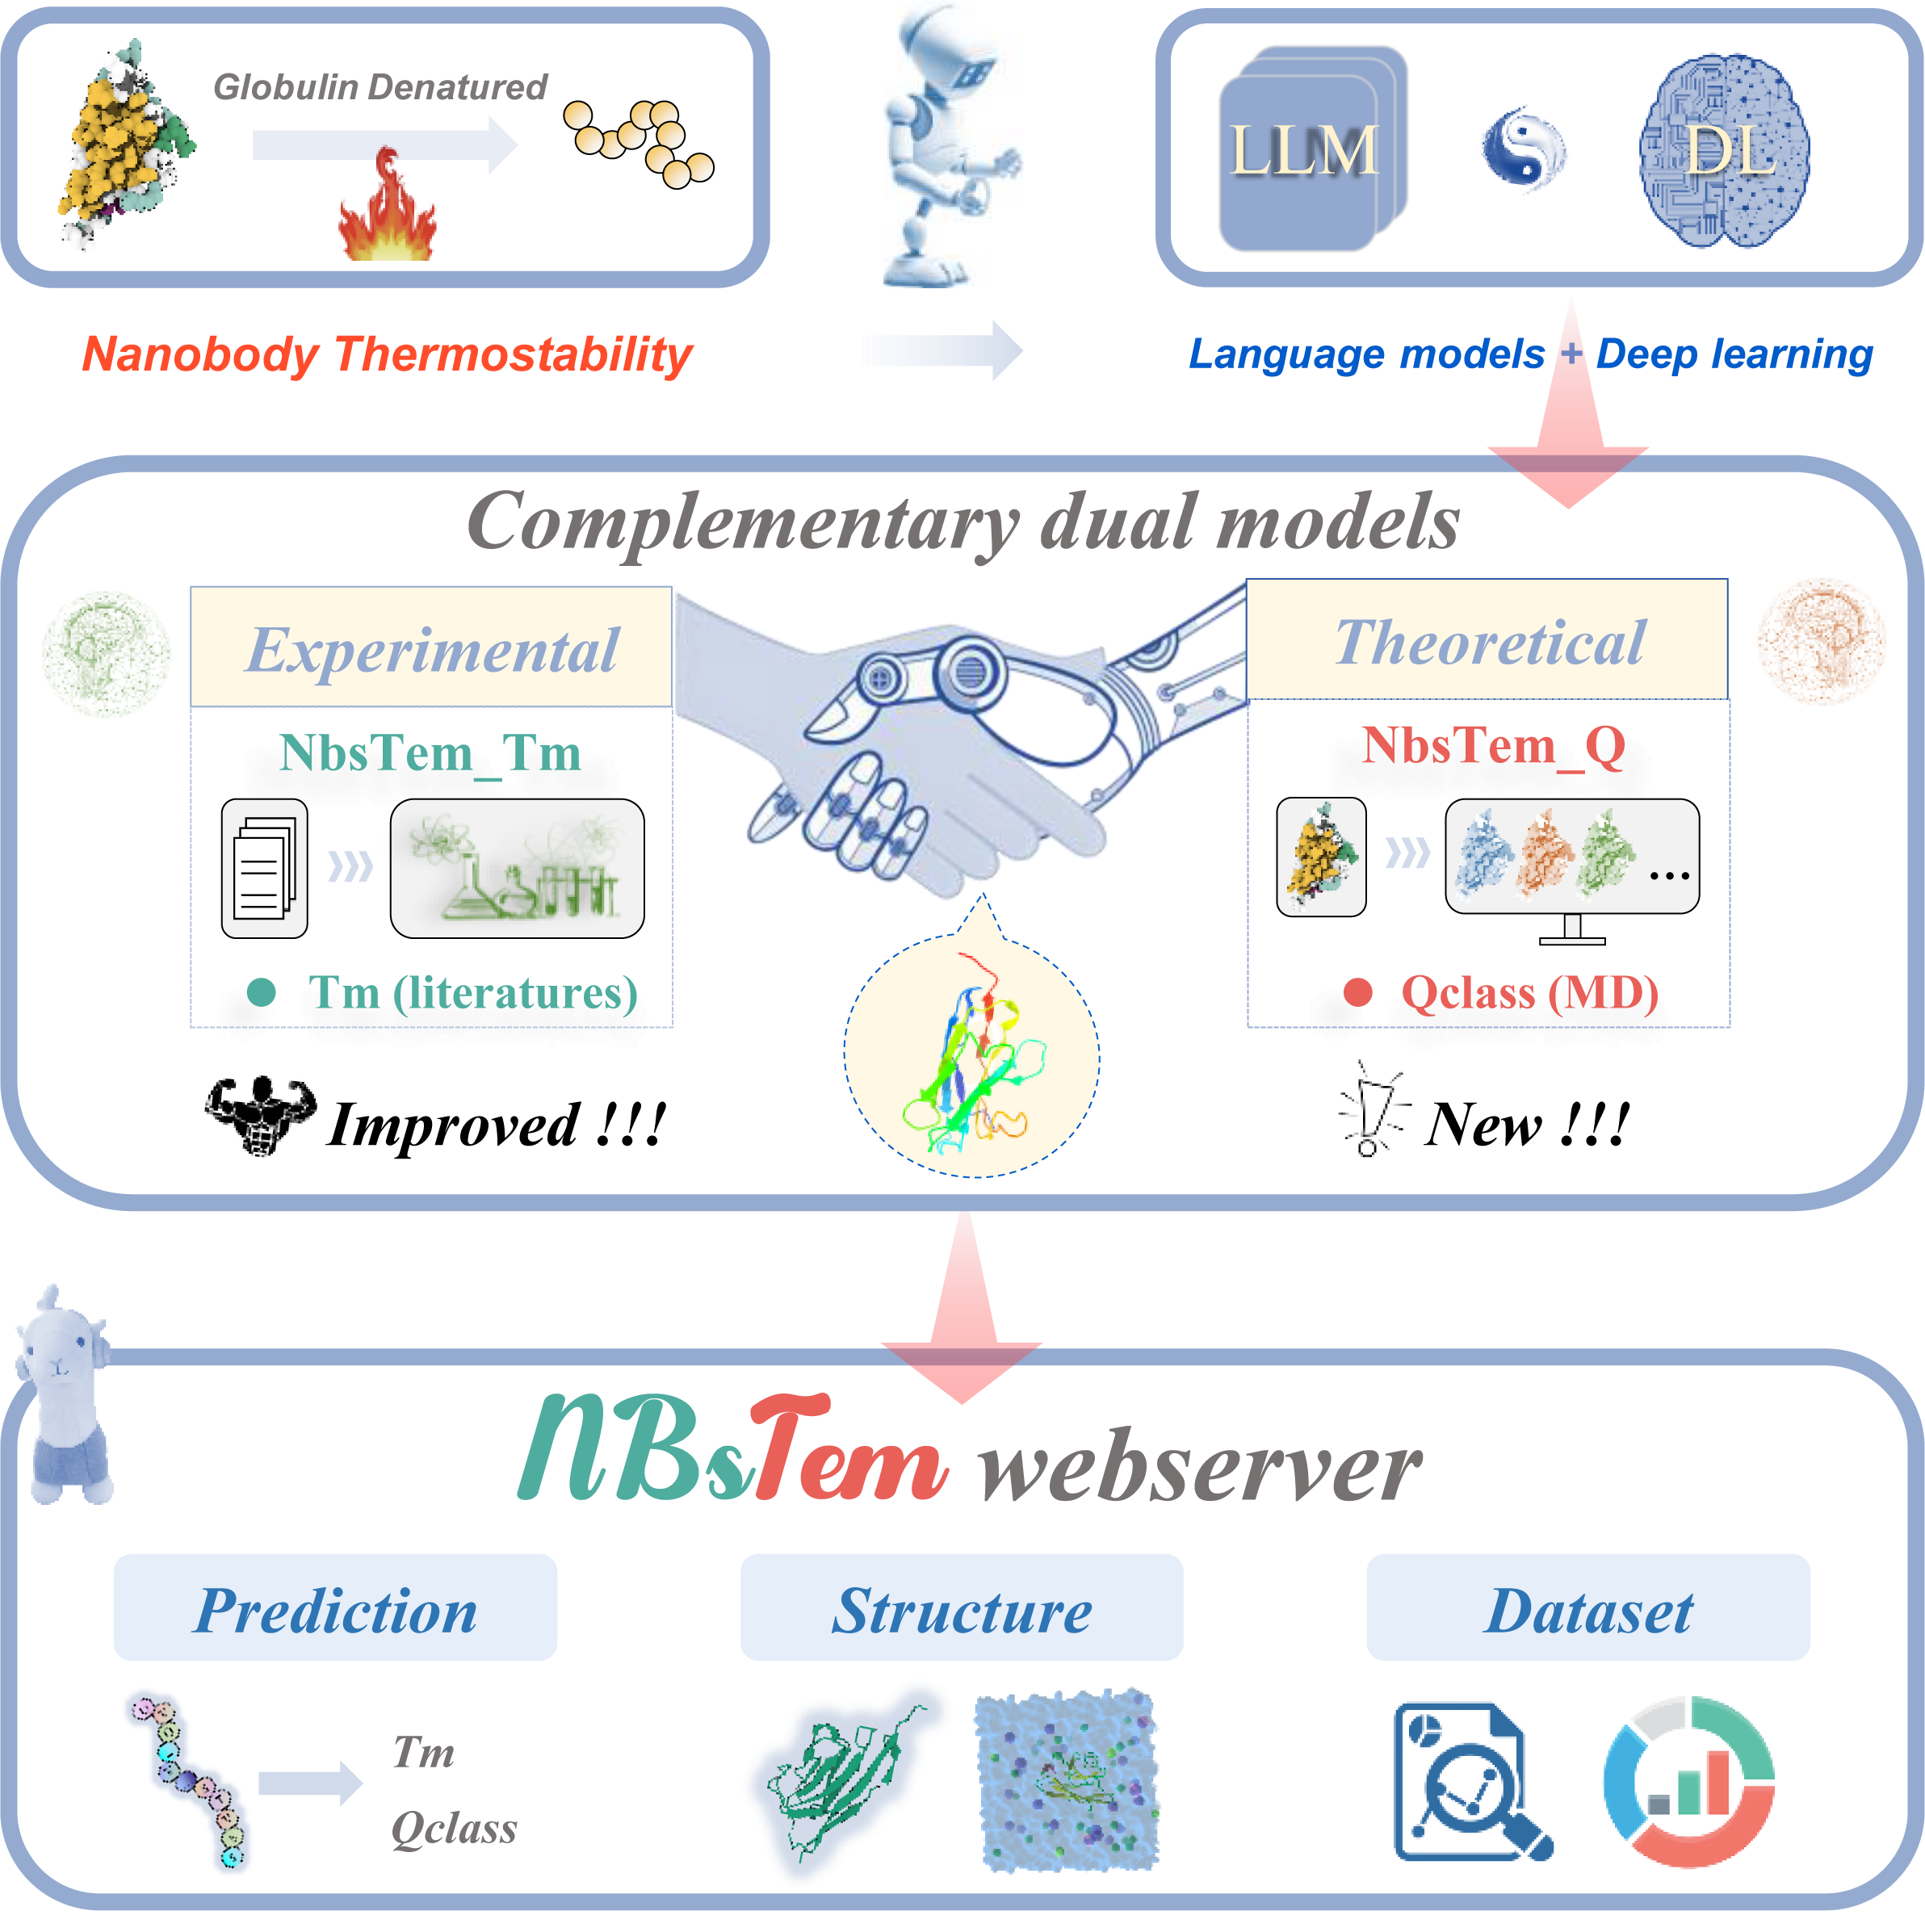 Globulin Denatured
LLM
DL
Nanobody Thermostability
Language models + Deep learning
Complementary dual models
Experimental
Theoretical
NbsTem_Tm
NbsTem_Q
...
Tm (literatures)
Qclass (MD)
Improved !!!
New !!!
NBsTem webserver
Prediction
Structure
Dataset
Tm
Qclass